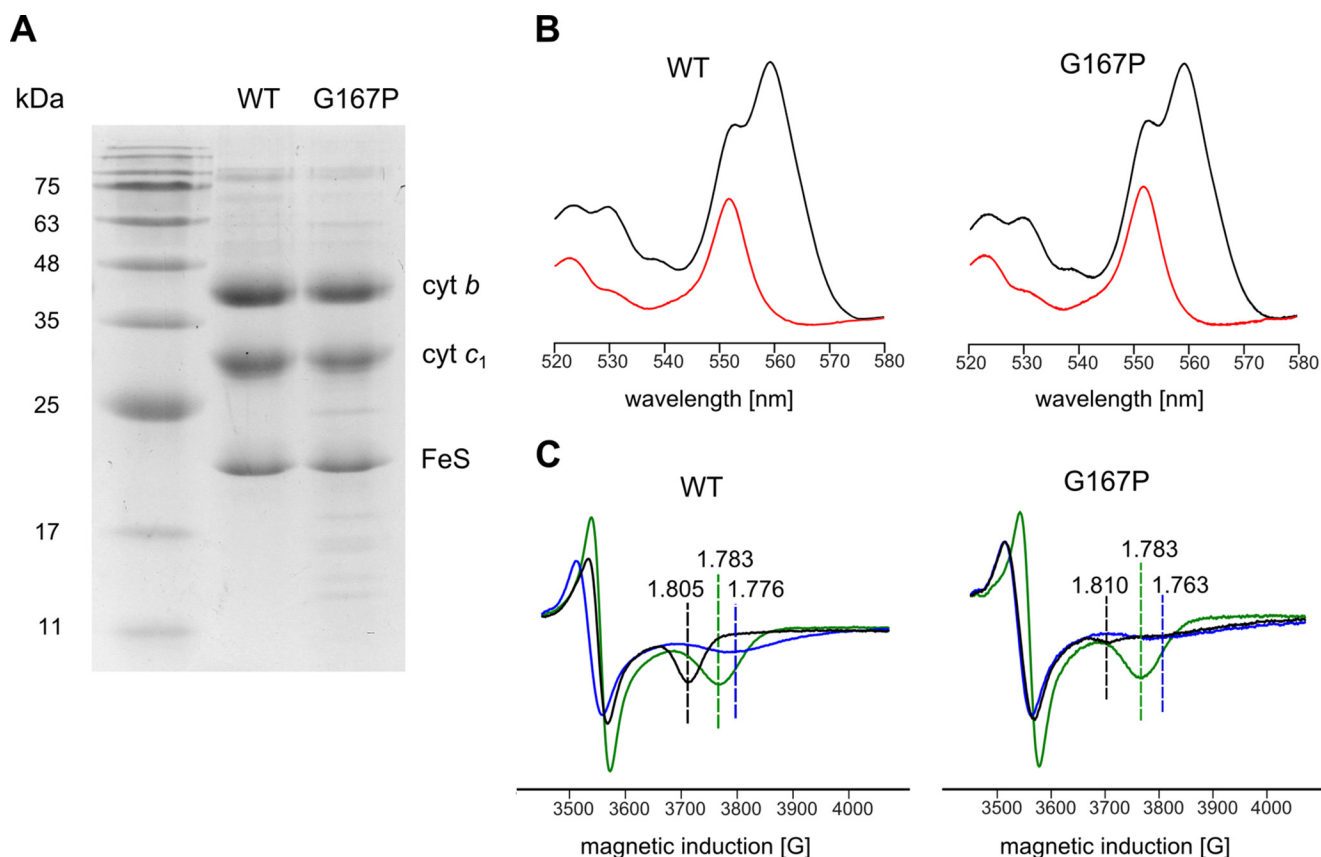 A
kDa
WT G167P
75
63
48
35
25
17
11
cyt b
cyt c₁
FeS
B
WT
520 530 540 550 560 570 580
wavelength [nm]
G167P
520 530 540 550 560 570 580
wavelength [nm]
C
WT
1.783
1.805 1.776
3500 3600 3700 3800 3900 4000
magnetic induction [G]
G167P
1.783
1.810 1.763
3500 3600 3700 3800 3900 4000
magnetic induction [G]